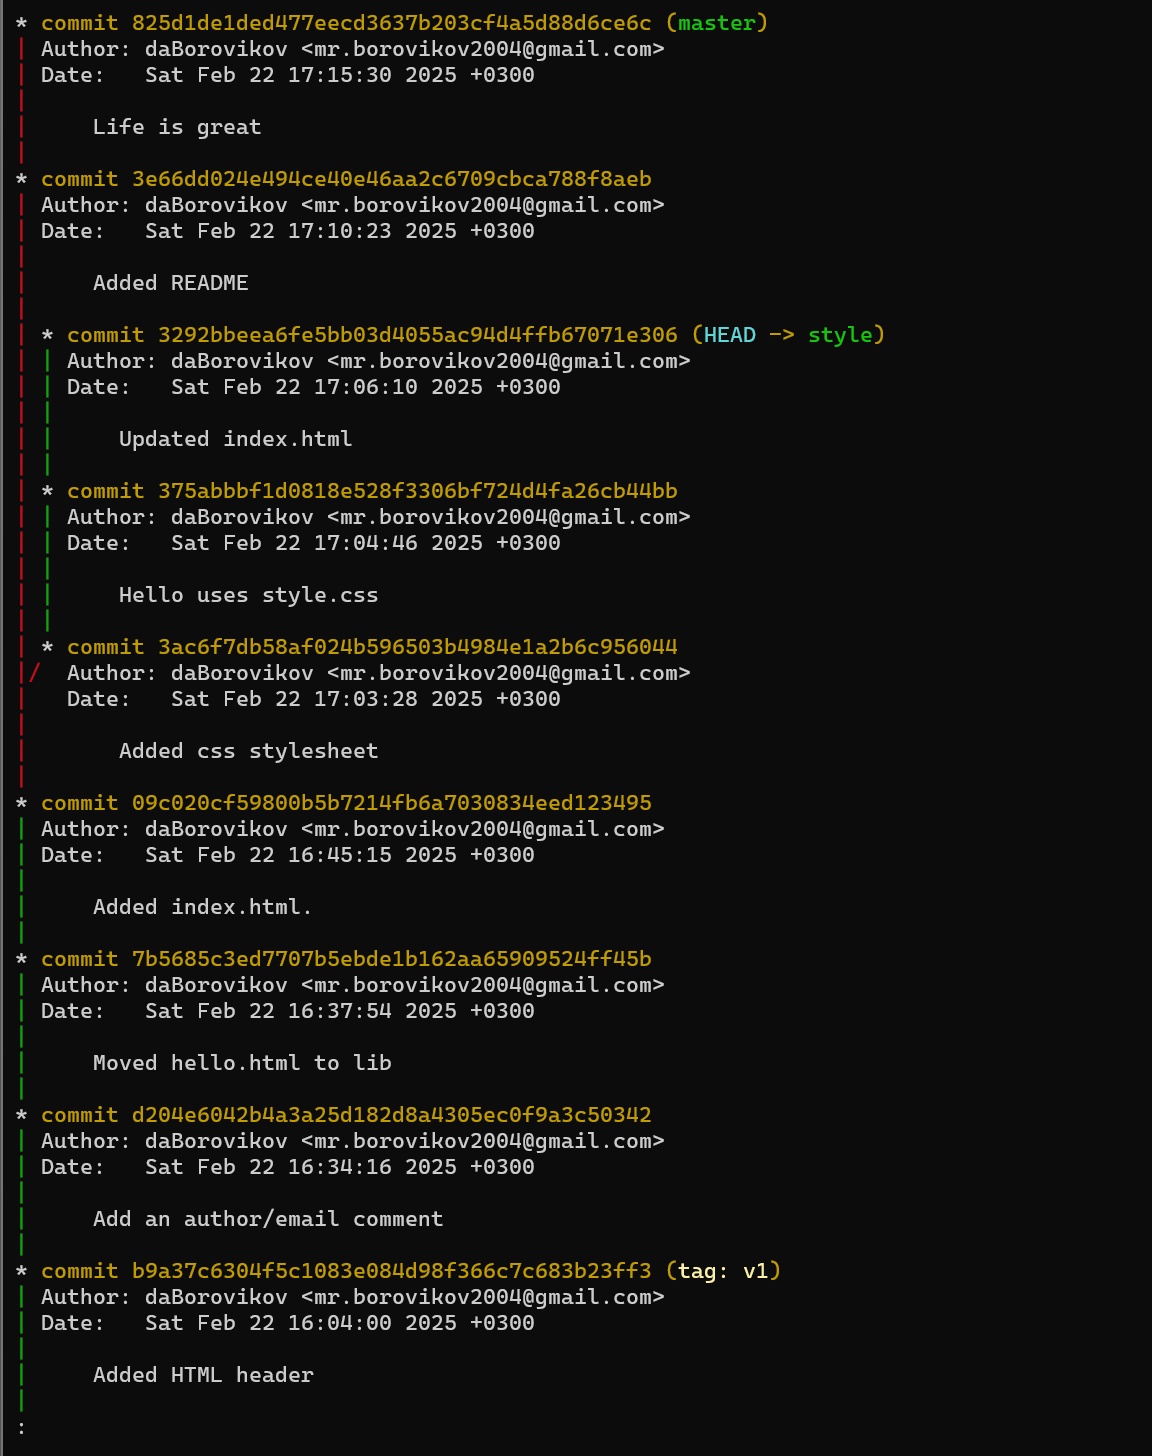 * commit 825d1de1ded477eecd3637b203cf4a5d88d6ce6c (master)
| Author: daBorovikov <mr.borovikov2004@gmail.com>
| Date:   Sat Feb 22 17:15:30 2025 +0300
|
|     Life is great
|
* commit 3e66dd024e494ce40e46aa2c6709cbca788f8aeb
| Author: daBorovikov <mr.borovikov2004@gmail.com>
| Date:   Sat Feb 22 17:10:23 2025 +0300
|
|     Added README
|
| * commit 3292bbeea6fe5bb03d4055ac94d4ffb67071e306 (HEAD -> style)
| | Author: daBorovikov <mr.borovikov2004@gmail.com>
| | Date:   Sat Feb 22 17:06:10 2025 +0300
| |
| |     Updated index.html
| |
| * commit 375abbbf1d0818e528f3306bf724d4fa26cb44bb
| | Author: daBorovikov <mr.borovikov2004@gmail.com>
| | Date:   Sat Feb 22 17:04:46 2025 +0300
| |
| |     Hello uses style.css
| |
| * commit 3ac6f7db58af024b596503b4984e1a2b6c956044
|/  Author: daBorovikov <mr.borovikov2004@gmail.com>
|   Date:   Sat Feb 22 17:03:28 2025 +0300
|
|       Added css stylesheet
|
* commit 09c020cf59800b5b7214fb6a7030834eed123495
| Author: daBorovikov <mr.borovikov2004@gmail.com>
| Date:   Sat Feb 22 16:45:15 2025 +0300
|
|     Added index.html.
|
* commit 7b5685c3ed7707b5ebde1b162aa65909524ff45b
| Author: daBorovikov <mr.borovikov2004@gmail.com>
| Date:   Sat Feb 22 16:37:54 2025 +0300
|
|     Moved hello.html to lib
|
* commit d204e6042b4a3a25d182d8a4305ec0f9a3c50342
| Author: daBorovikov <mr.borovikov2004@gmail.com>
| Date:   Sat Feb 22 16:34:16 2025 +0300
|
|     Add an author/email comment
|
* commit b9a37c6304f5c1083e084d98f366c7c683b23ff3 (tag: v1)
| Author: daBorovikov <mr.borovikov2004@gmail.com>
| Date:   Sat Feb 22 16:04:00 2025 +0300
|
|     Added HTML header
|
: